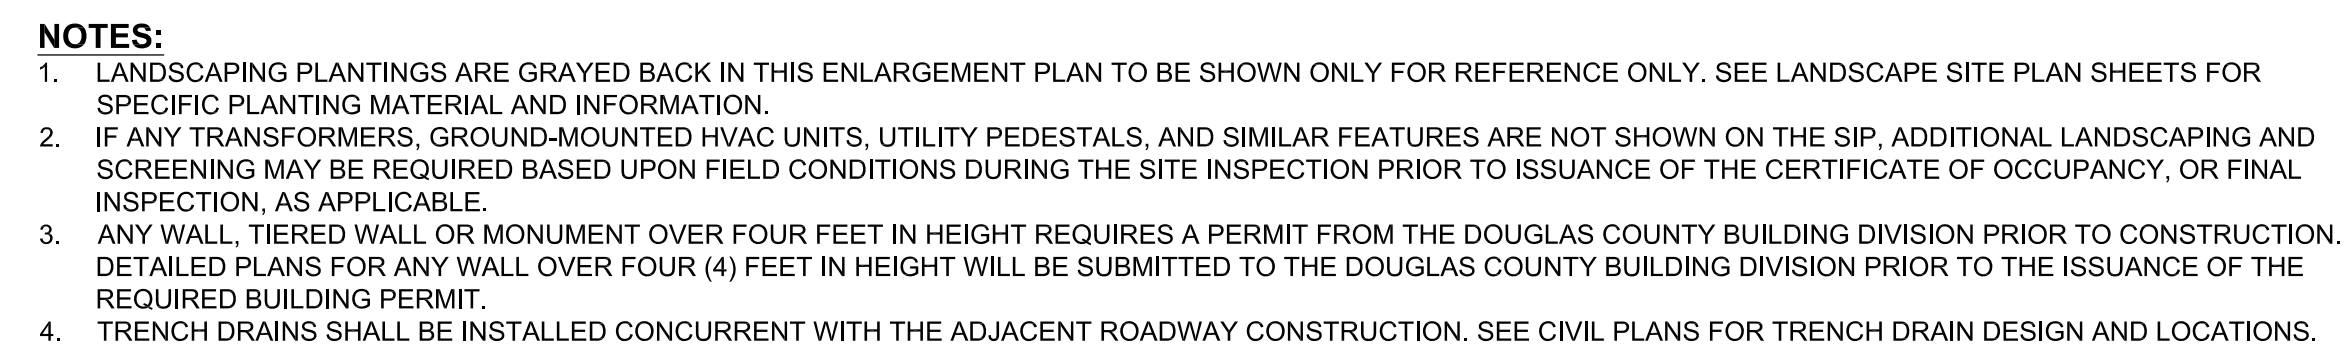 NOTES:
1. LANDSCAPING PLANTINGS ARE GRAYED BACK IN THIS ENLARGEMENT PLAN TO BE SHOWN ONLY FOR REFERENCE ONLY. SEE LANDSCAPE SITE PLAN SHEETS FOR
SPECIFIC PLANTING MATERIAL AND INFORMATION.
2. IF ANY TRANSFORMERS, GROUND-MOUNTED HVAC UNITS, UTILITY PEDESTALS, AND SIMILAR FEATURES ARE NOT SHOWN ON THE SIP, ADDITIONAL LANDSCAPING AND
SCREENING MAY BE REQUIRED BASED UPON FIELD CONDITIONS DURING THE SITE INSPECTION PRIOR TO ISSUANCE OF THE CERTIFICATE OF OCCUPANCY, OR FINAL
INSPECTION, AS APPLICABLE.
3. ANY WALL, TIERED WALL OR MONUMENT OVER FOUR FEET IN HEIGHT REQUIRES A PERMIT FROM THE DOUGLAS COUNTY BUILDING DIVISION PRIOR TO CONSTRUCTION.
DETAILED PLANS FOR ANY WALL OVER FOUR (4) FEET IN HEIGHT WILL BE SUBMITTED TO THE DOUGLAS COUNTY BUILDING DIVISION PRIOR TO THE ISSUANCE OF THE
REQUIRED BUILDING PERMIT.
4. TRENCH DRAINS SHALL BE INSTALLED CONCURRENT WITH THE ADJACENT ROADWAY CONSTRUCTION. SEE CIVIL PLANS FOR TRENCH DRAIN DESIGN AND LOCATIONS.